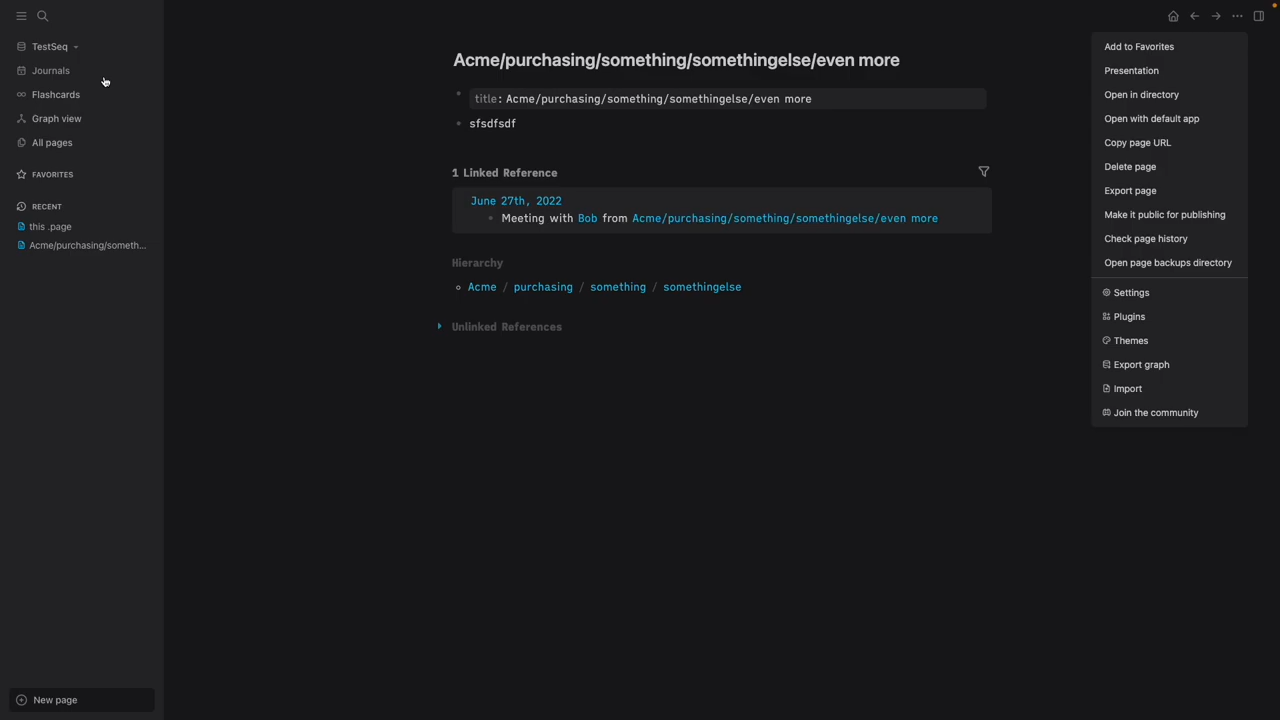 TestSeq
Journals
Flashcards
Graph view
All pages
FAVORITES
RECENT
this .page
Acme/purchasing/someth...
New page
Acme/purchasing/something/somethingelse/even more
title: Acme/purchasing/something/somethingelse/even more
sfsdfsdf
1 Linked Reference
June 27th, 2022
Meeting with Bob from Acme/purchasing/something/somethingelse/even more
Hierarchy
Acme / purchasing / something / somethingelse
Unlinked References
Add to Favorites
Presentation
Open in directory
Open with default app
Copy page URL
Delete page
Export page
Make it public for publishing
Check page history
Open page backups directory
Settings
Plugins
Themes
Export graph
Import
Join the community